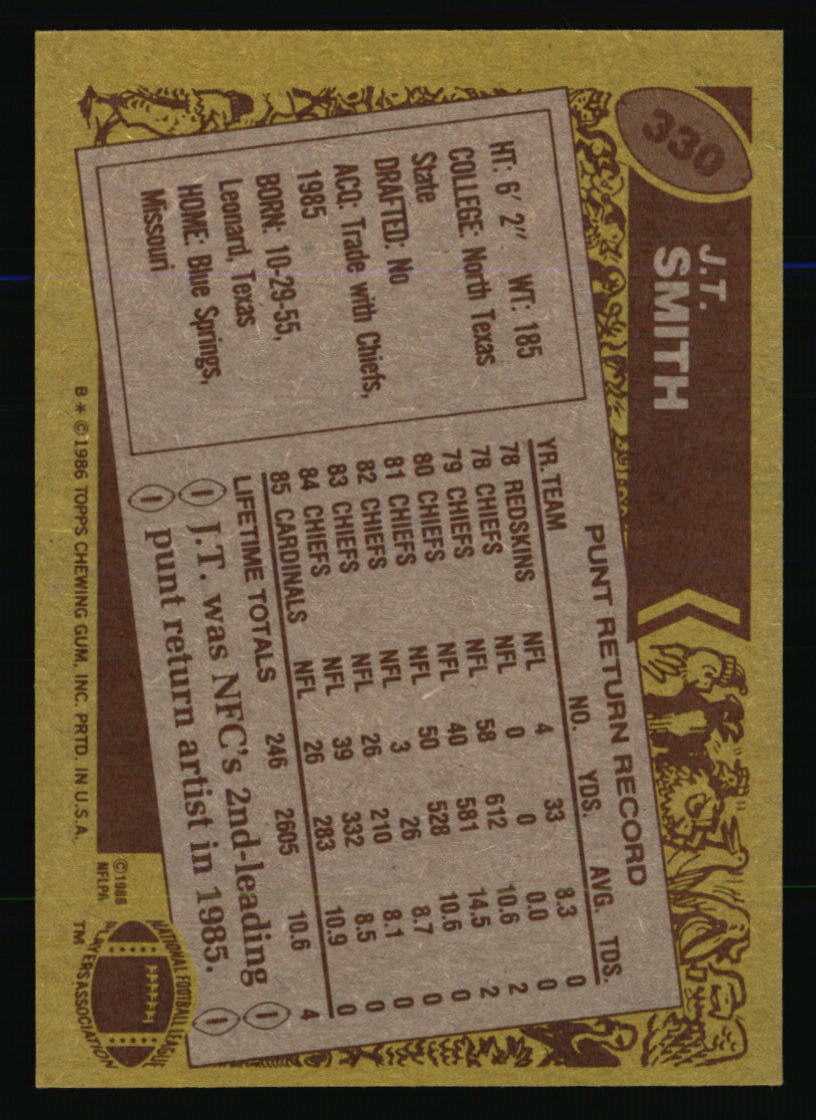 330
J.T.
SMITH
HT: 6' 2" WT: 185
COLLEGE: North Texas
State
DRAFTED: No
ACQ: Trade with Chiefs,
1985
BORN: 10-29-55,
Leonard, Texas
HOME: Blue Springs,
Missouri
PUNT RETURN RECORD
YR. TEAM NO. YDS. AVG. TDS.
78 REDSKINS NFL 4 33 8.3 0
78 CHIEFS NFL 0 0 0.0 0
79 CHIEFS NFL 58 612 10.6 2
80 CHIEFS NFL 40 581 14.5 2
81 CHIEFS NFL 50 528 10.6 0
82 CHIEFS NFL 3 26 8.7 0
83 CHIEFS NFL 26 210 8.1 0
84 CHIEFS NFL 39 332 8.5 0
85 CARDINALS NFL 26 283 10.9 0
LIFETIME TOTALS 246 2605 10.6 4
J.T. was NFC's 2nd-leading
punt return artist in 1985.
B * ©1986 TOPPS CHEWING GUM, INC. PRTD. IN U.S.A.
©1986
NFLPA
NATIONAL FOOTBALL LEAGUE
PLAYERS ASSOCIATION
TM